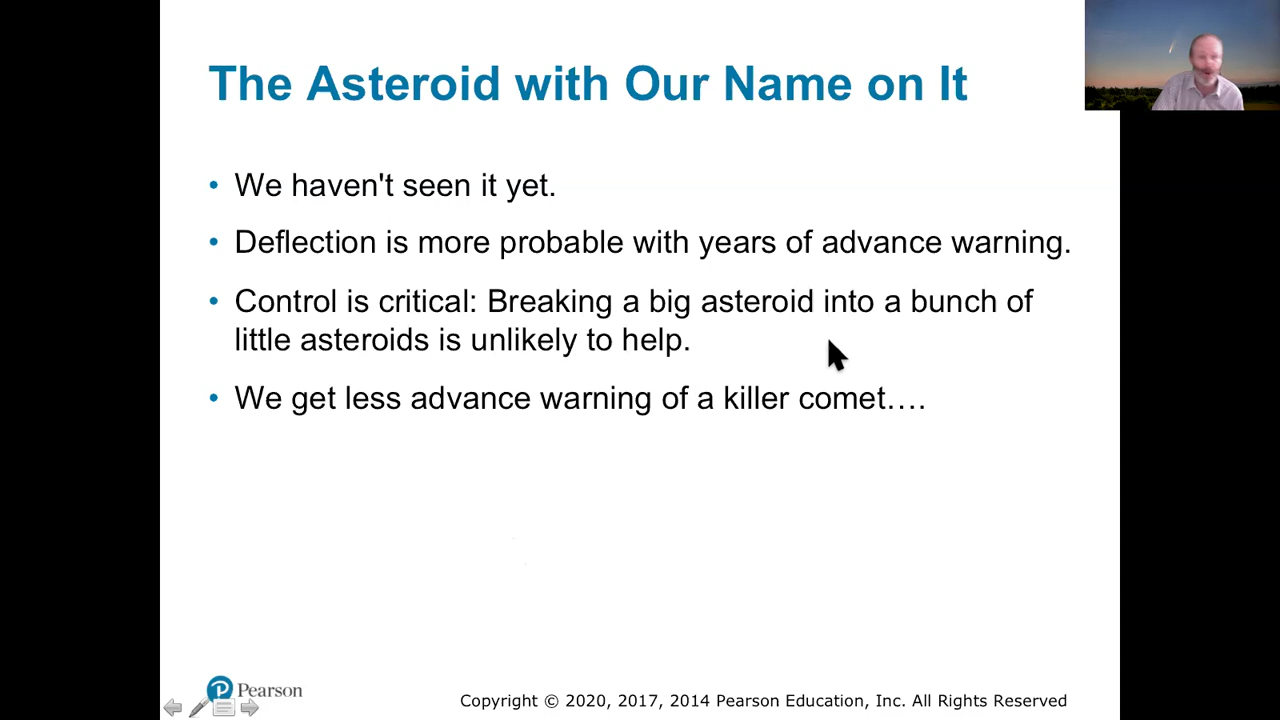 The Asteroid with Our Name on It
• We haven't seen it yet.
• Deflection is more probable with years of advance warning.
• Control is critical: Breaking a big asteroid into a bunch of
little asteroids is unlikely to help.
• We get less advance warning of a killer comet….
Pearson
Copyright © 2020, 2017, 2014 Pearson Education, Inc. All Rights Reserved